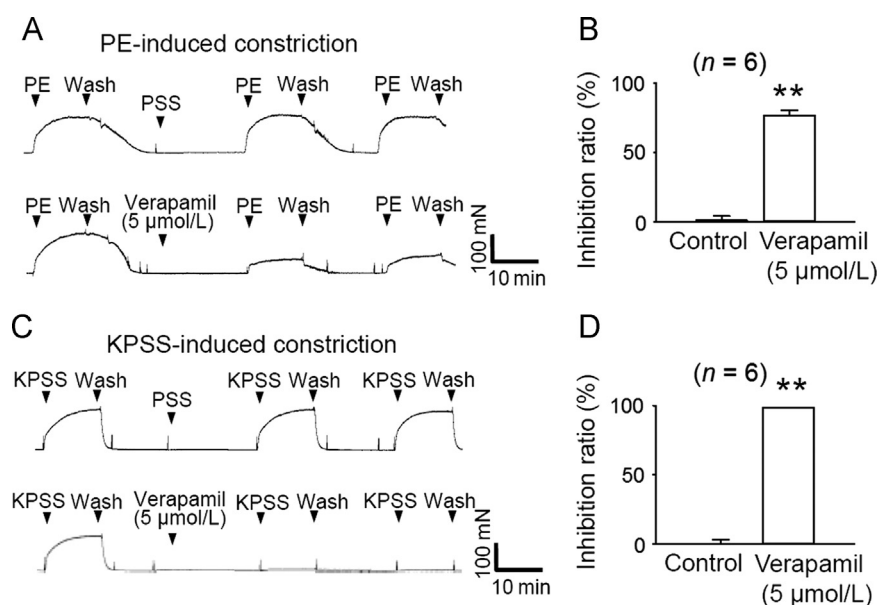 A
PE-induced constriction
PE Wash PSS PE Wash PE Wash
PE Wash Verapamil (5 µmol/L) PE Wash PE Wash
100 mN
10 min
B
(n = 6)
**
Inhibition ratio (%)
100
50
0
Control Verapamil
(5 µmol/L)
C
KPSS-induced constriction
KPSS Wash PSS KPSS Wash KPSS Wash
KPSS Wash Verapamil (5 µmol/L) KPSS Wash KPSS Wash
100 mN
10 min
D
(n = 6) **
Inhibition ratio (%)
100
50
0
Control Verapamil
(5 µmol/L)